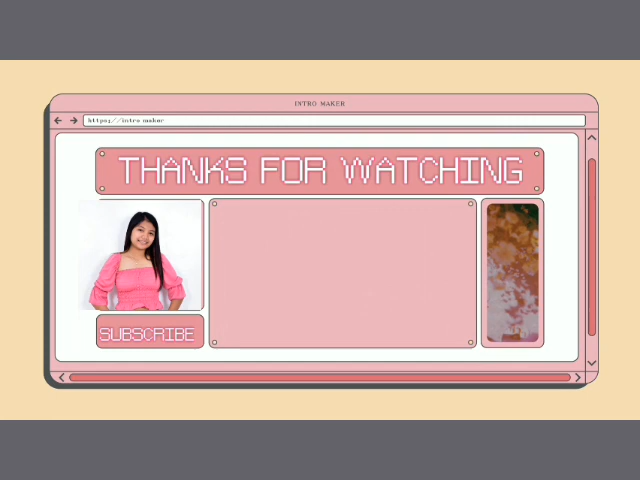 INTRO MAKER
https://intro maker
THANKS FOR WATCHING
SUBSCRIBE